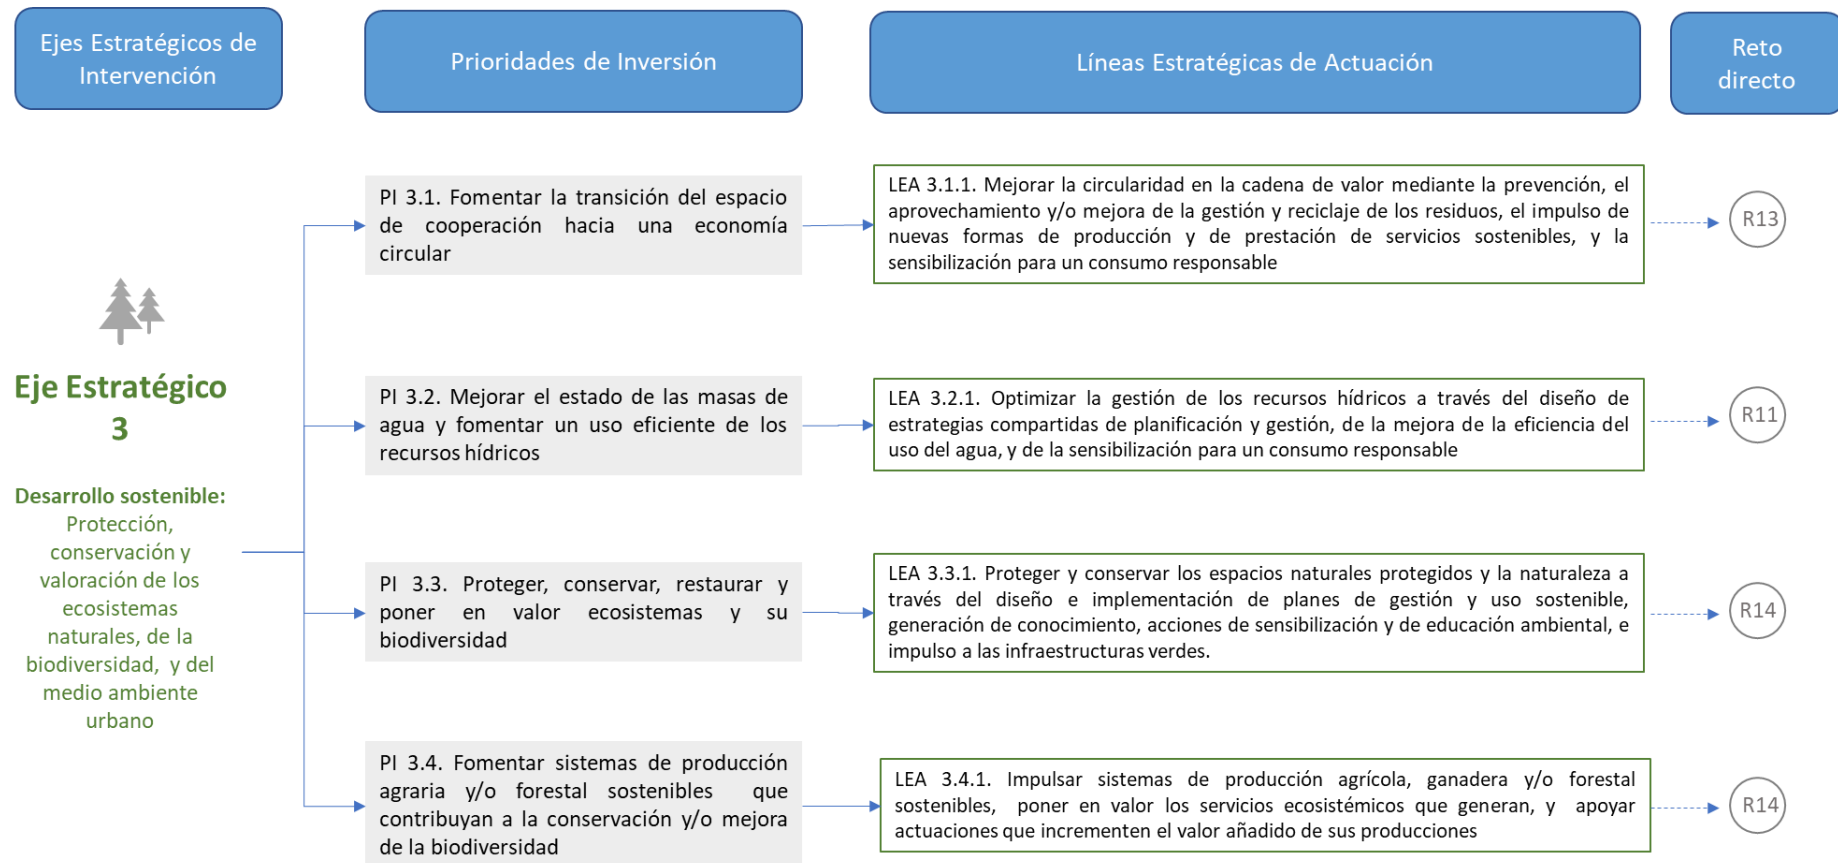 Ejes Estratégicos de
Intervención
Prioridades de Inversión
Líneas Estratégicas de Actuación
Reto
directo
Eje Estratégico
3
Desarrollo sostenible:
Protección,
conservación y
valoración de los
ecosistemas
naturales, de la
biodiversidad, y del
medio ambiente
urbano
PI 3.1. Fomentar la transición del espacio
de cooperación hacia una economía
circular
LEA 3.1.1. Mejorar la circularidad en la cadena de valor mediante la prevención, el
aprovechamiento y/o mejora de la gestión y reciclaje de los residuos, el impulso de
nuevas formas de producción y de prestación de servicios sostenibles, y la
sensibilización para un consumo responsable
R13
PI 3.2. Mejorar el estado de las masas de
agua y fomentar un uso eficiente de los
recursos hídricos
LEA 3.2.1. Optimizar la gestión de los recursos hídricos a través del diseño de
estrategias compartidas de planificación y gestión, de la mejora de la eficiencia del
uso del agua, y de la sensibilización para un consumo responsable
R11
PI 3.3. Proteger, conservar, restaurar y
poner en valor ecosistemas y su
biodiversidad
LEA 3.3.1. Proteger y conservar los espacios naturales protegidos y la naturaleza a
través del diseño e implementación de planes de gestión y uso sostenible,
generación de conocimiento, acciones de sensibilización y de educación ambiental, e
impulso a las infraestructuras verdes.
R14
PI 3.4. Fomentar sistemas de producción
agraria y/o forestal sostenibles que
contribuyan a la conservación y/o mejora
de la biodiversidad
LEA 3.4.1. Impulsar sistemas de producción agrícola, ganadera y/o forestal
sostenibles, poner en valor los servicios ecosistémicos que generan, y apoyar
actuaciones que incrementen el valor añadido de sus producciones
R14